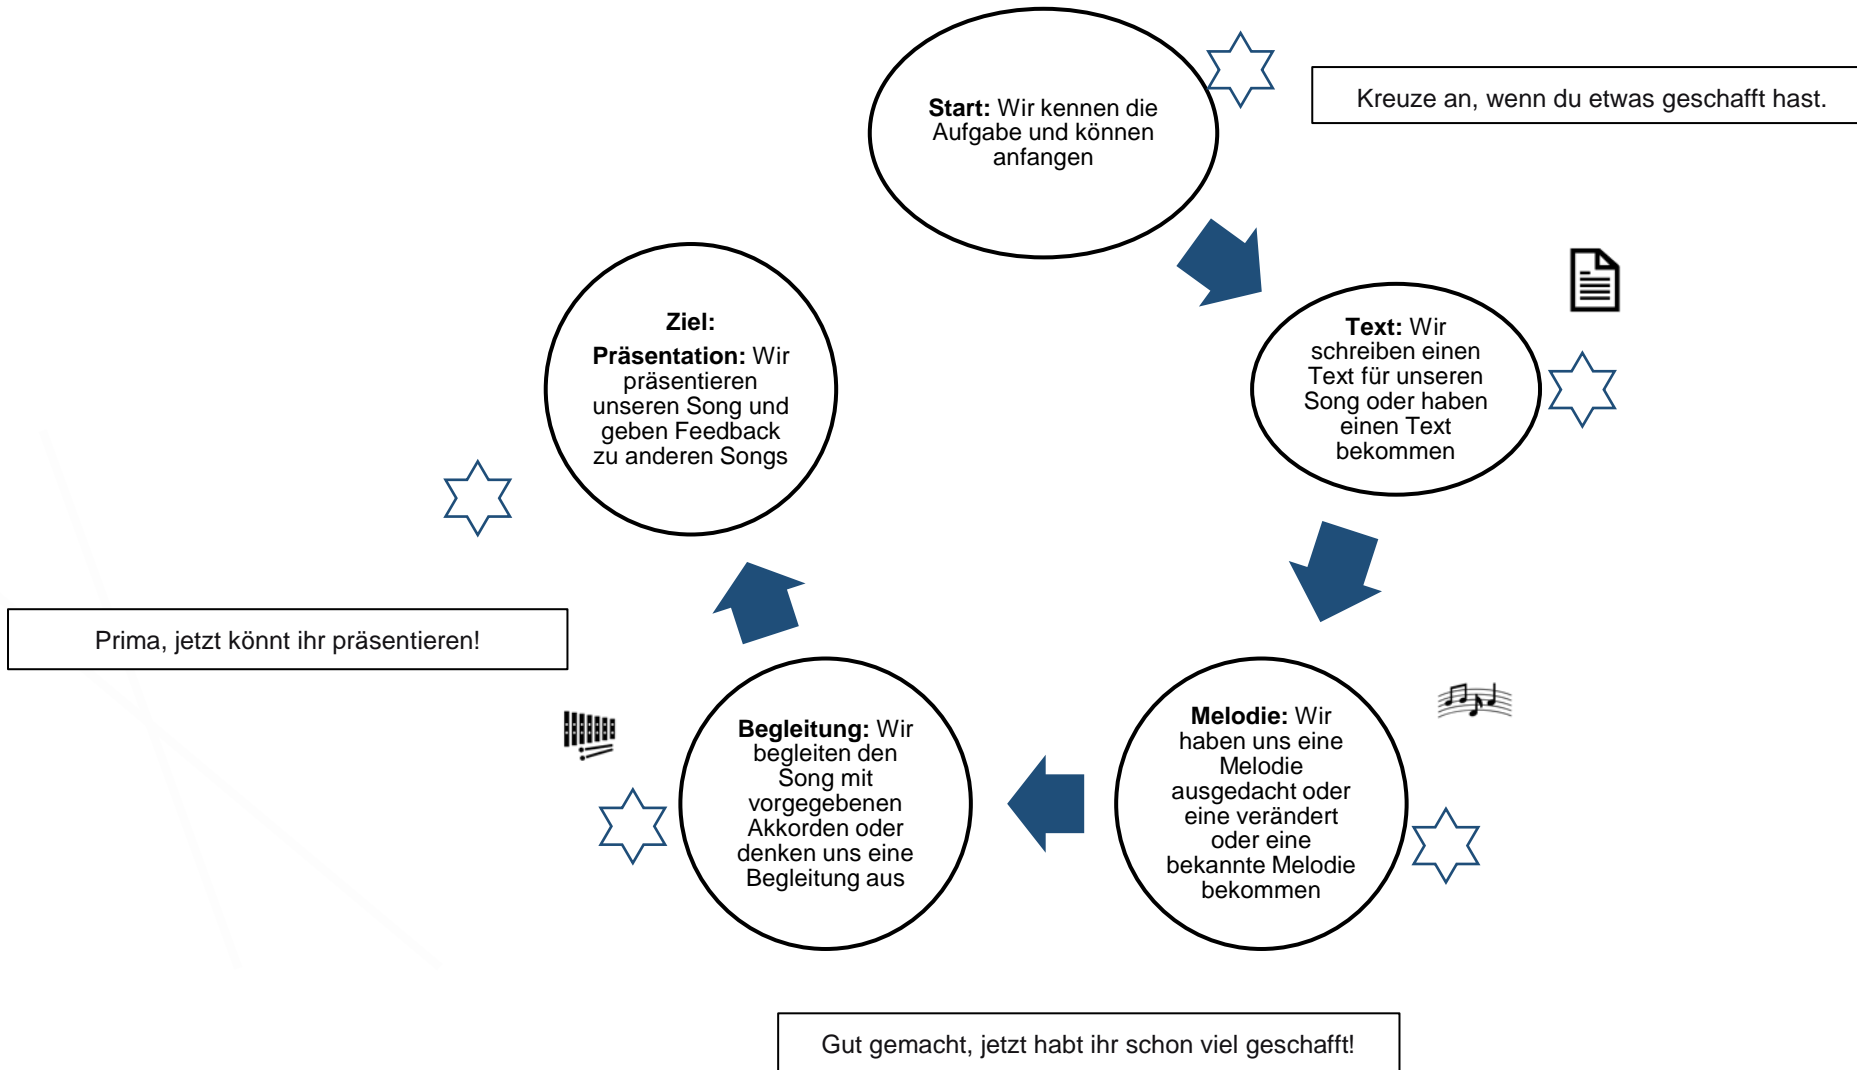 Start: Wir kennen die
Aufgabe und können
anfangen
Kreuze an, wenn du etwas geschafft hast.
Text: Wir
schreiben einen
Text für unseren
Song oder haben
einen Text
bekommen
Melodie: Wir
haben uns eine
Melodie
ausgedacht oder
eine verändert
oder eine
bekannte Melodie
bekommen
Gut gemacht, jetzt habt ihr schon viel geschafft!
Begleitung: Wir
begleiten den
Song mit
vorgegebenen
Akkorden oder
denken uns eine
Begleitung aus
Prima, jetzt könnt ihr präsentieren!
Ziel:
Präsentation: Wir
präsentieren
unseren Song und
geben Feedback
zu anderen Songs